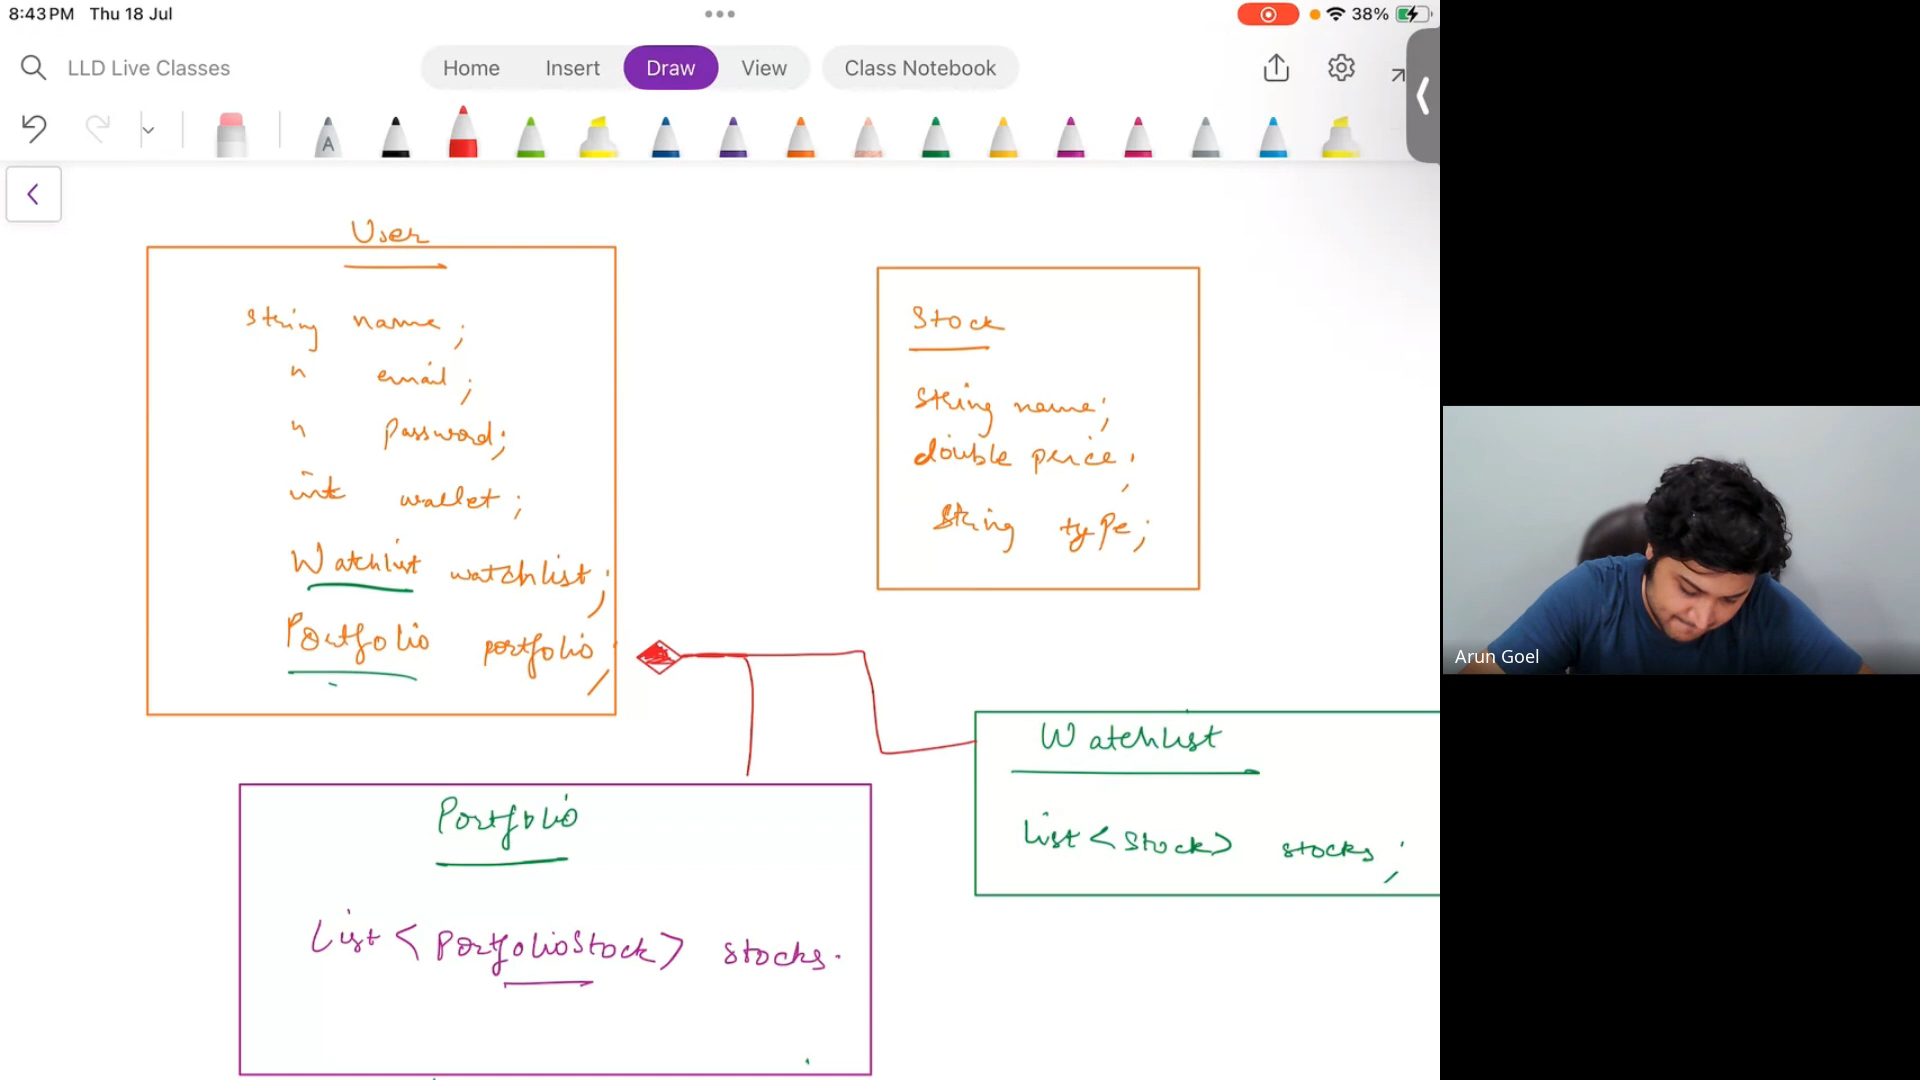 8:43 PM Thu 18 Jul
38%
LLD Live Classes
Home Insert Draw View Class Notebook
A
User
string name;
" email;
" Password;
int wallet;
Watchlist watchlist;
Portfolio portfolio;
Stock
string name;
double price;
string type;
Watchlist
List<Stock> stocks;
Portfolio
List<PortfolioStock> stocks.
Arun Goel